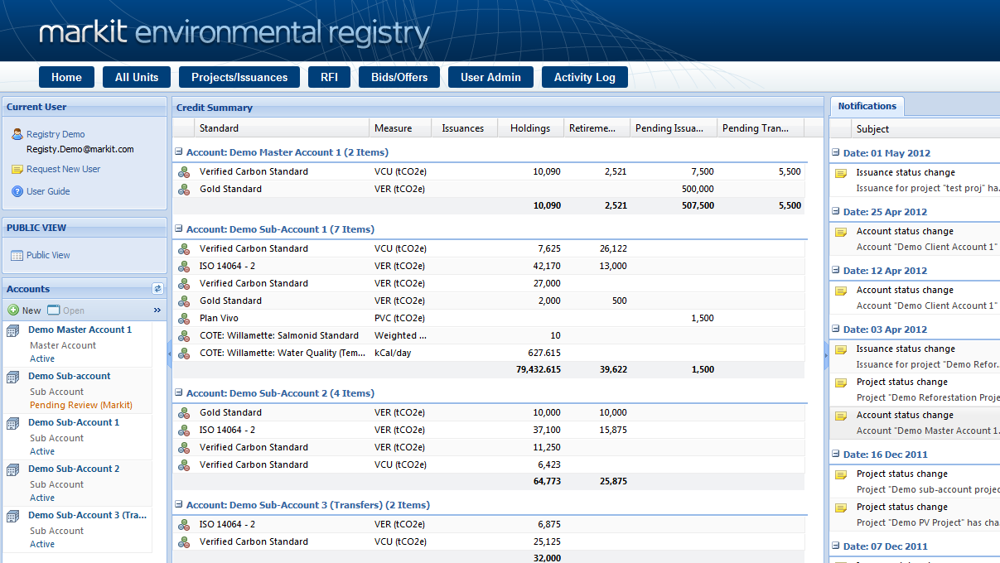 markit environmental registry
Home All Units Projects/Issuances RFI Bids/Offers User Admin Activity Log
Current User
Registry Demo
Registy.Demo@markit.com
Request New User
User Guide
PUBLIC VIEW
Public View
Accounts
New Open »
Demo Master Account 1
Master Account
Active
Demo Sub-account
Sub Account
Pending Review (Markit)
Demo Sub-Account 1
Sub Account
Active
Demo Sub-Account 2
Sub Account
Active
Demo Sub-Account 3 (Tra...
Sub Account
Active
Credit Summary
Standard Measure Issuances Holdings Retireme... Pending Issua... Pending Tran...
Account: Demo Master Account 1 (2 Items)
Verified Carbon Standard VCU (tCO2e) 10,090 2,521 7,500 5,500
Gold Standard VER (tCO2e) 500,000
10,090 2,521 507,500 5,500
Account: Demo Sub-Account 1 (7 Items)
Verified Carbon Standard VCU (tCO2e) 7,625 26,122
ISO 14064 - 2 VER (tCO2e) 42,170 13,000
Verified Carbon Standard VER (tCO2e) 27,000
Gold Standard VER (tCO2e) 2,000 500
Plan Vivo PVC (tCO2e) 1,500
COTE: Willamette: Salmonid Standard Weighted ... 10
COTE: Willamette: Water Quality (Tem... kCal/day 627.615
79,432.615 39,622 1,500
Account: Demo Sub-Account 2 (4 Items)
Gold Standard VER (tCO2e) 10,000 10,000
ISO 14064 - 2 VER (tCO2e) 37,100 15,875
Verified Carbon Standard VER (tCO2e) 11,250
Verified Carbon Standard VCU (tCO2e) 6,423
64,773 25,875
Account: Demo Sub-Account 3 (Transfers) (2 Items)
ISO 14064 - 2 VER (tCO2e) 6,875
Verified Carbon Standard VCU (tCO2e) 25,125
32,000
Notifications
Subject
Date: 01 May 2012
Issuance status change
Issuance for project "test proj" ha...
Date: 25 Apr 2012
Account status change
Account "Demo Client Account 1"
Date: 12 Apr 2012
Account status change
Account "Demo Client Account 1"
Date: 03 Apr 2012
Issuance status change
Issuance for project "Demo Refor...
Project status change
Project "Demo Reforestation Proje
Account status change
Account "Demo Master Account 1...
Date: 16 Dec 2011
Project status change
Project "Demo sub-account projec
Project status change
Project "Demo PV Project" has cha...
Date: 07 Dec 2011